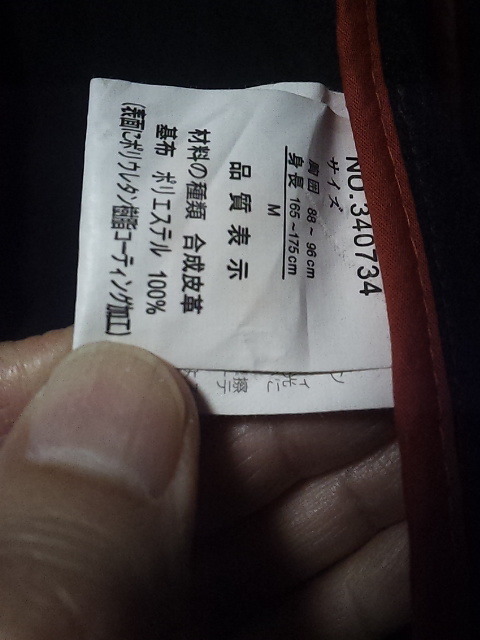 NO.340734
サイズ
胸囲 88～96cm
身長 165～175cm
M
品質表示
材料の種類 合成皮革
基布 ポリエステル 100%
(表面にポリウレタン樹脂コーティング加工)